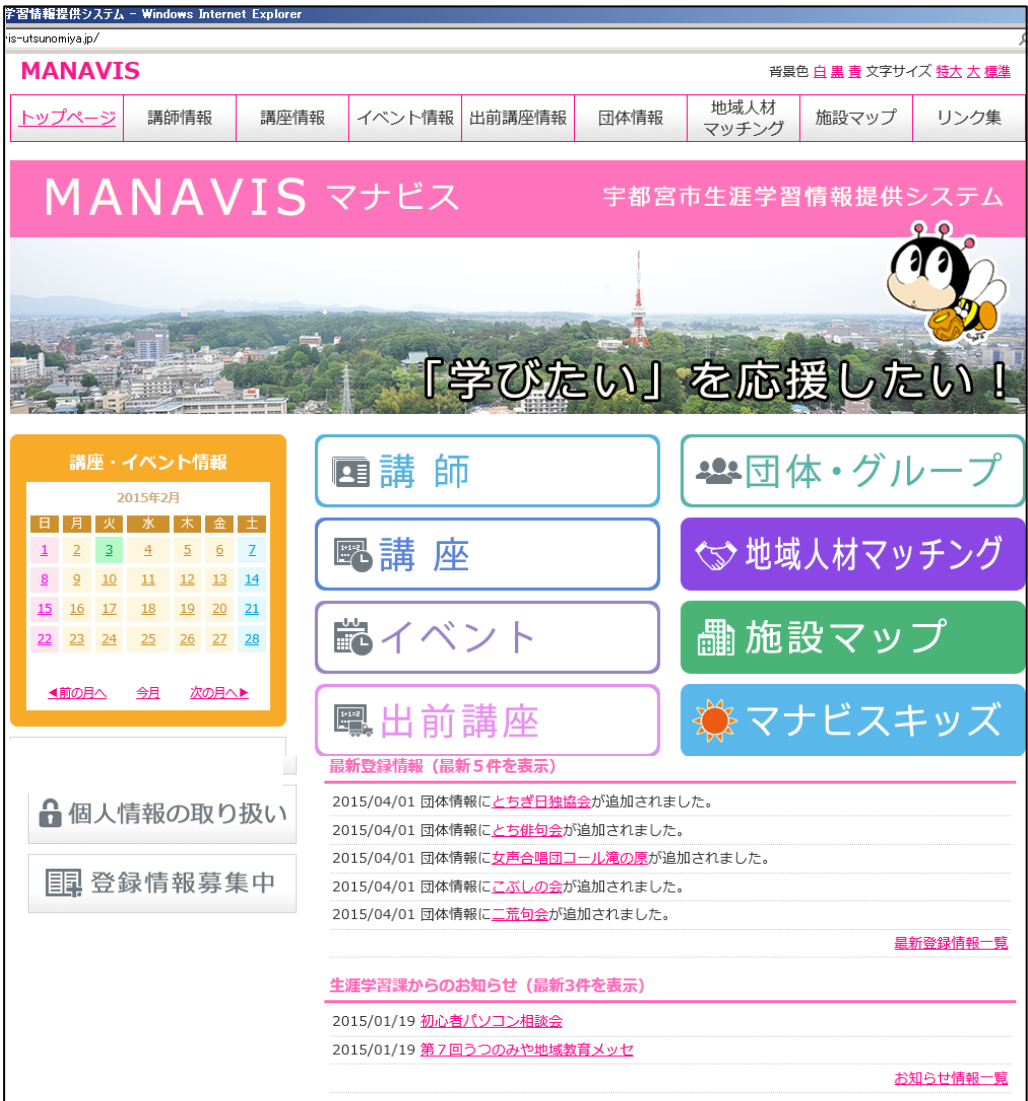 学習情報提供システム - Windows Internet Explorer
is-utsunomiya.jp/
MANAVIS
背景色 白 黒 青 文字サイズ 特大 大 標準
トップページ 講師情報 講座情報 イベント情報 出前講座情報 団体情報 地域人材マッチング 施設マップ リンク集
MANAVIS マナビス 宇都宮市生涯学習情報提供システム
「学びたい」を応援したい！
講座・イベント情報
2015年2月
日 月 火 水 木 金 土
1 2 3 4 5 6 7
8 9 10 11 12 13 14
15 16 17 18 19 20 21
22 23 24 25 26 27 28
◀前の月へ 今月 次の月へ▶
個人情報の取り扱い
登録情報募集中
講師
団体・グループ
講座
地域人材マッチング
イベント
施設マップ
出前講座
マナビスキッズ
最新登録情報（最新５件を表示）
2015/04/01 団体情報にとちぎ日独協会が追加されました。
2015/04/01 団体情報にとち俳句会が追加されました。
2015/04/01 団体情報に女声合唱団コール滝の原が追加されました。
2015/04/01 団体情報にこぶしの会が追加されました。
2015/04/01 団体情報に二荒句会が追加されました。
最新登録情報一覧
生涯学習課からのお知らせ（最新3件を表示）
2015/01/19 初心者パソコン相談会
2015/01/19 第７回うつのみや地域教育メッセ
お知らせ情報一覧